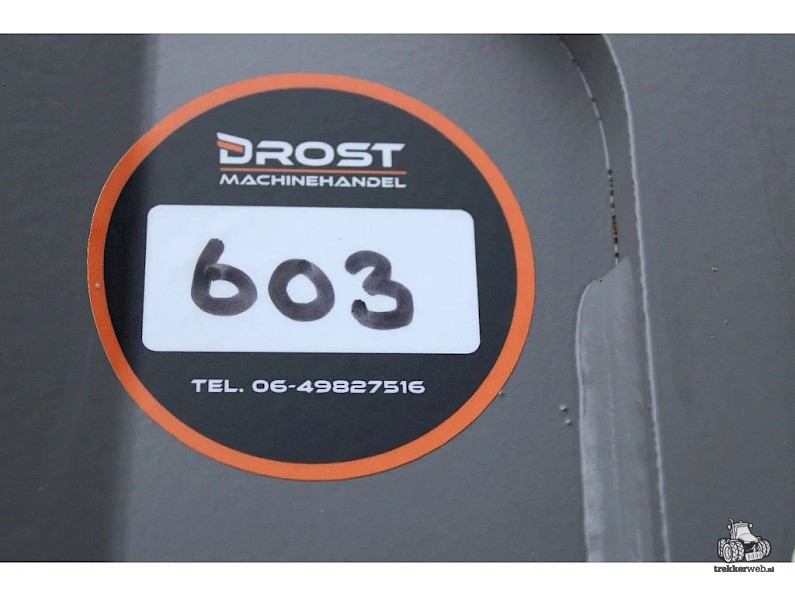 DROST
MACHINEHANDEL
603
TEL. 06-49827516
trekkerweb.nl